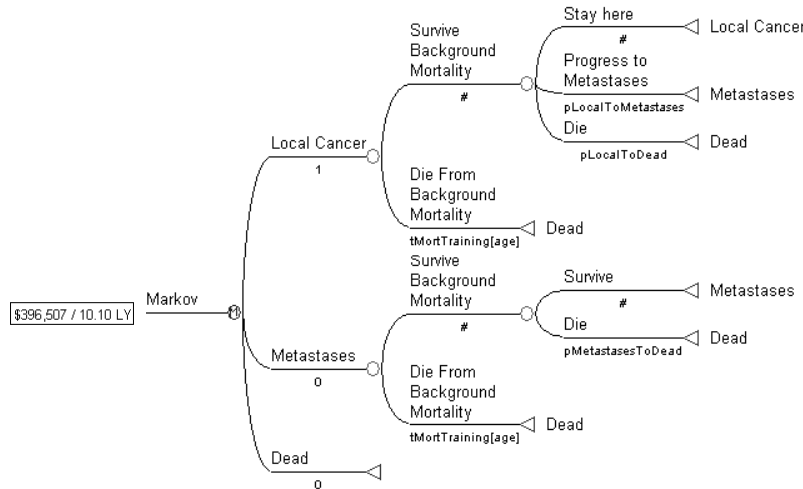 Stay here
#
Local Cancer
Survive
Background
Mortality
#
Progress to
Metastases
pLocalToMetastases
Metastases
Die
pLocalToDead
Dead
Local Cancer
1
Die From
Background
Mortality
tMortTraining[age]
Dead
$396,507 / 10.10 LY
Markov
M
Survive
Background
Mortality
#
Survive
#
Metastases
Die
pMetastasesToDead
Dead
Metastases
0
Die From
Background
Mortality
tMortTraining[age]
Dead
Dead
0